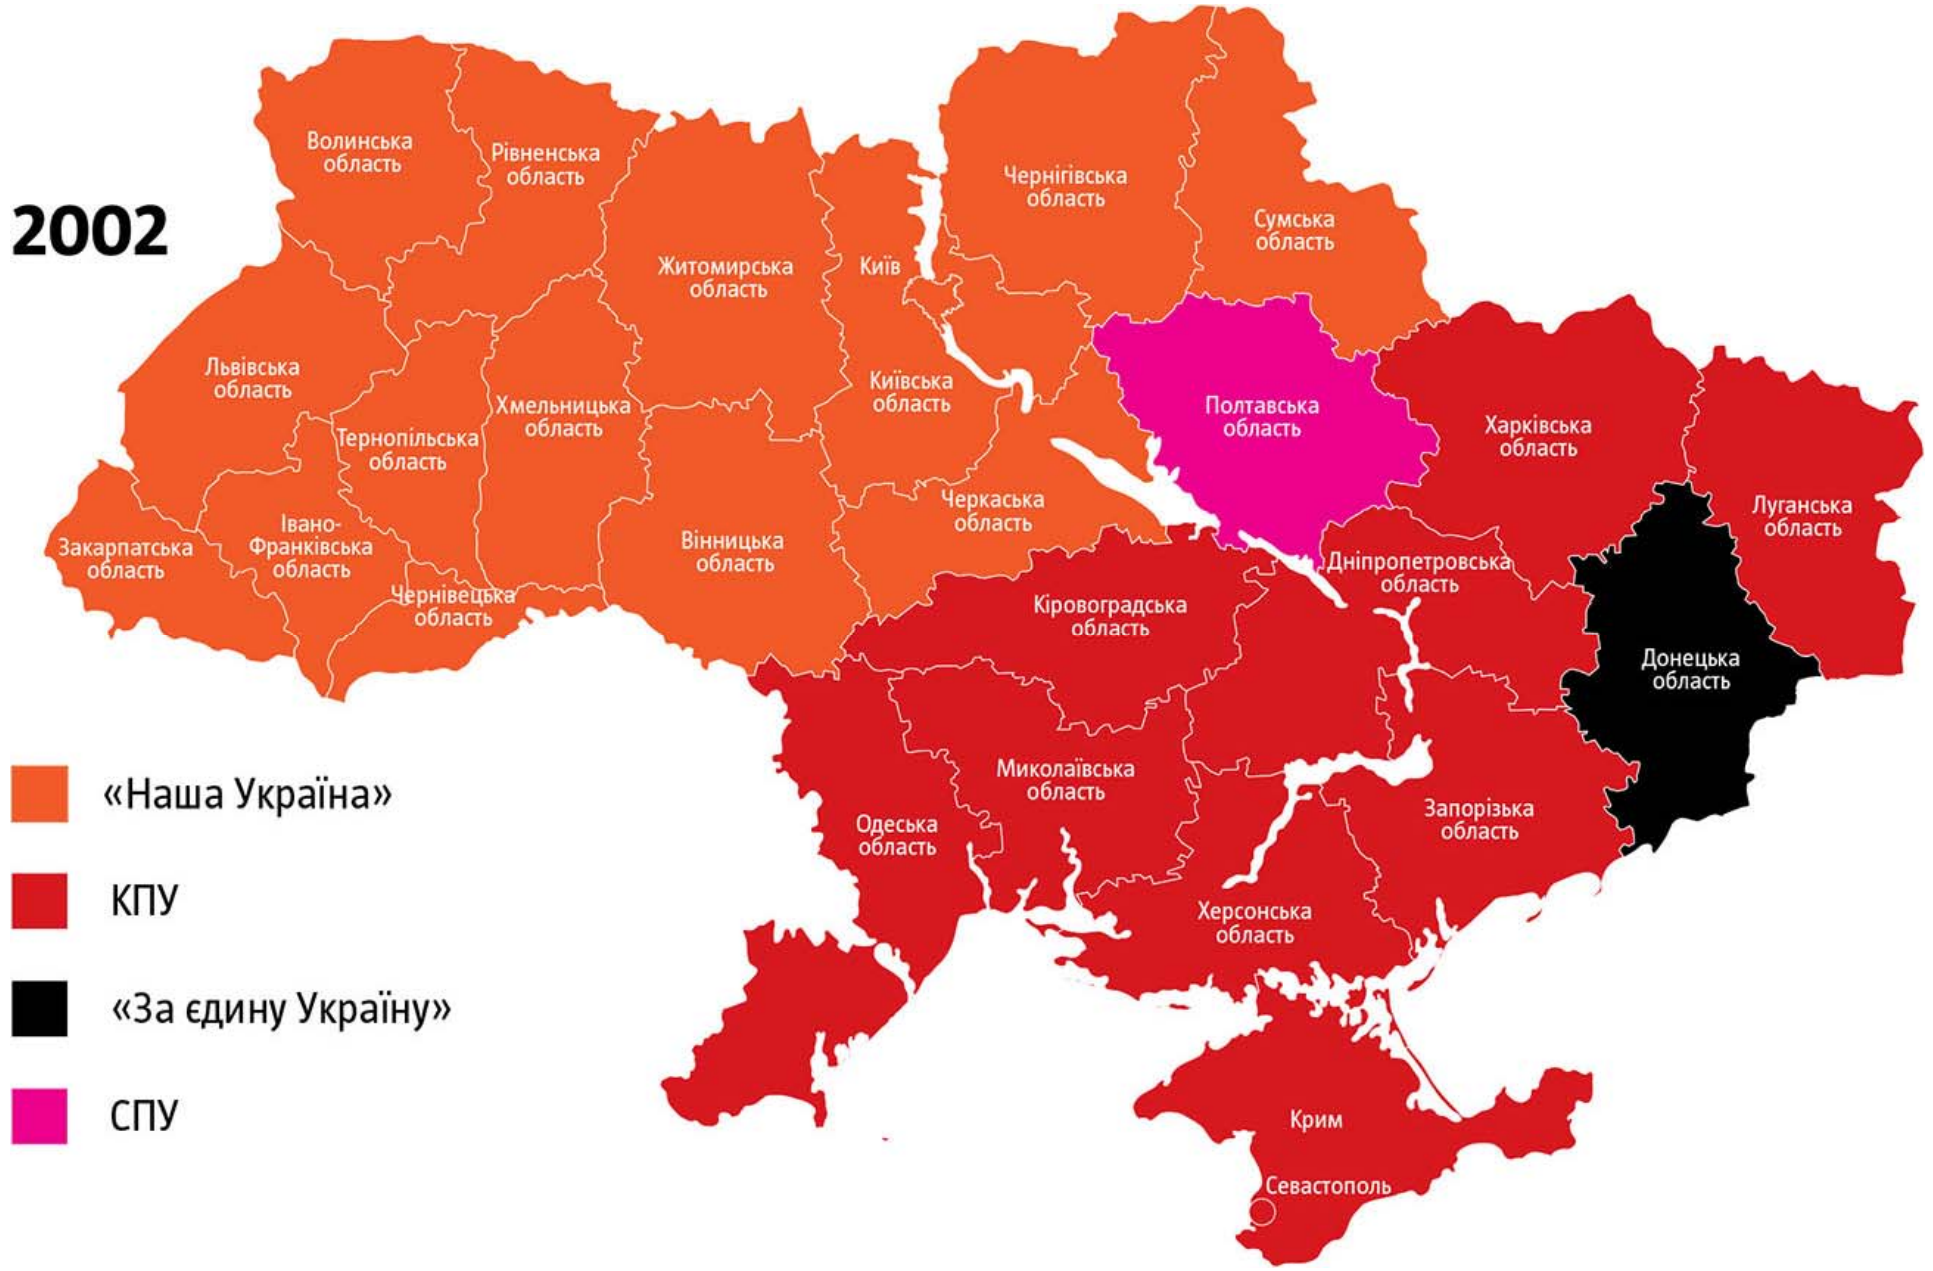 2002
Волинська
область
Рівненська
область
Житомирська
область
Київ
Чернігівська
область
Сумська
область
Львівська
область
Тернопільська
область
Хмельницька
область
Київська
область
Полтавська
область
Харківська
область
Луганська
область
Закарпатська
область
Івано-
Франківська
область
Чернівецька
область
Вінницька
область
Черкаська
область
Кіровоградська
область
Дніпропетровська
область
Донецька
область
Одеська
область
Миколаївська
область
Херсонська
область
Запорізька
область
Крим
Севастополь
«Наша Україна»
КПУ
«За єдину Україну»
СПУ